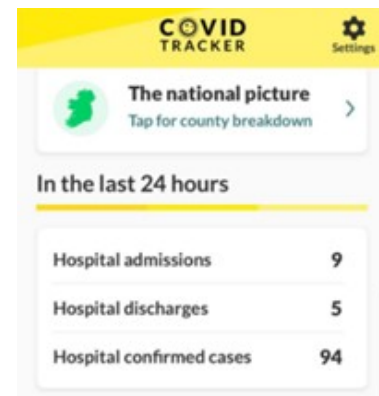 COVID
TRACKER
Settings
The national picture
Tap for county breakdown
In the last 24 hours
Hospital admissions 9
Hospital discharges 5
Hospital confirmed cases 94